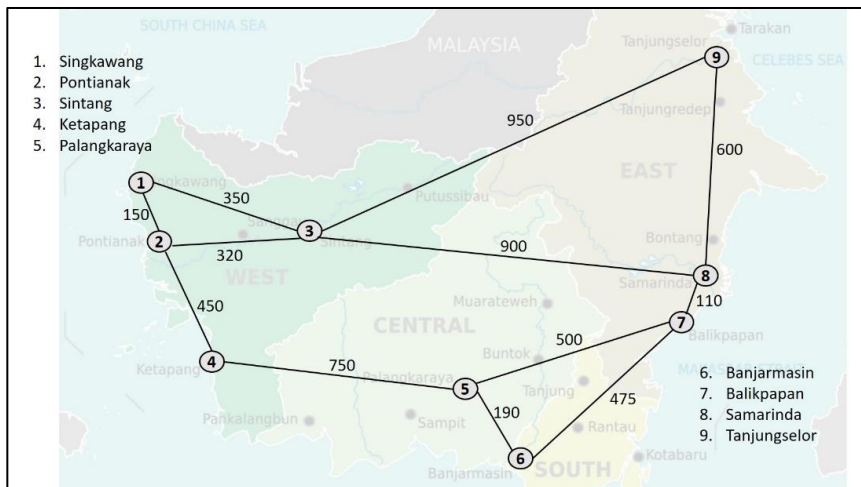 SOUTH CHINA SEA
Tarakan
MALAYSIA
Tanjungselor
CELEBES SEA
1. Singkawang
2. Pontianak
3. Sintang
4. Ketapang
5. Palangkaraya
9
Tanjungredep
950
600
EAST
1
ngkawang
350
Putussibau
150
Sanggau
3
Pontianak
2
Sintang
320
900
Bontang
WEST
Samarinda
8
450
Muarateweh
110
CENTRAL
7
Balikpapan
500
4
Buntok
Ketapang
750
Palangkaraya
5
Tanjung
475
6. Banjarmasin
7. Balikpapan
8. Samarinda
9. Tanjungselor
190
Pangkalanbun
Sampit
Rantau
6
Kotabaru
Banjarmasin
SOUTH